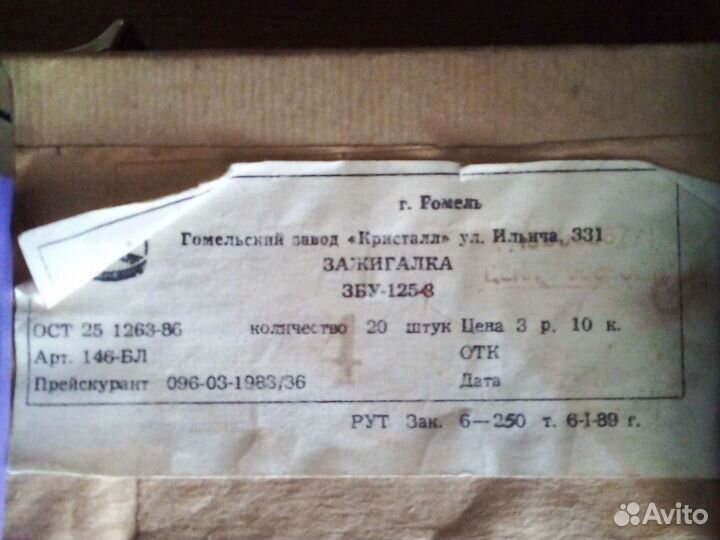 г. Гомель
Гомельский завод «Кристалл» ул. Ильича, 331
ЗАЖИГАЛКА
ЗБУ-125-3
ОСТ 25 1263-86 количество 20 штук Цена 3 р. 10 к.
Арт. 146-БЛ ОТК
Прейскурант 096-03-1983/36 Дата
РУТ Зак. 6—250 т. 6-I-89 г.
4
Avito